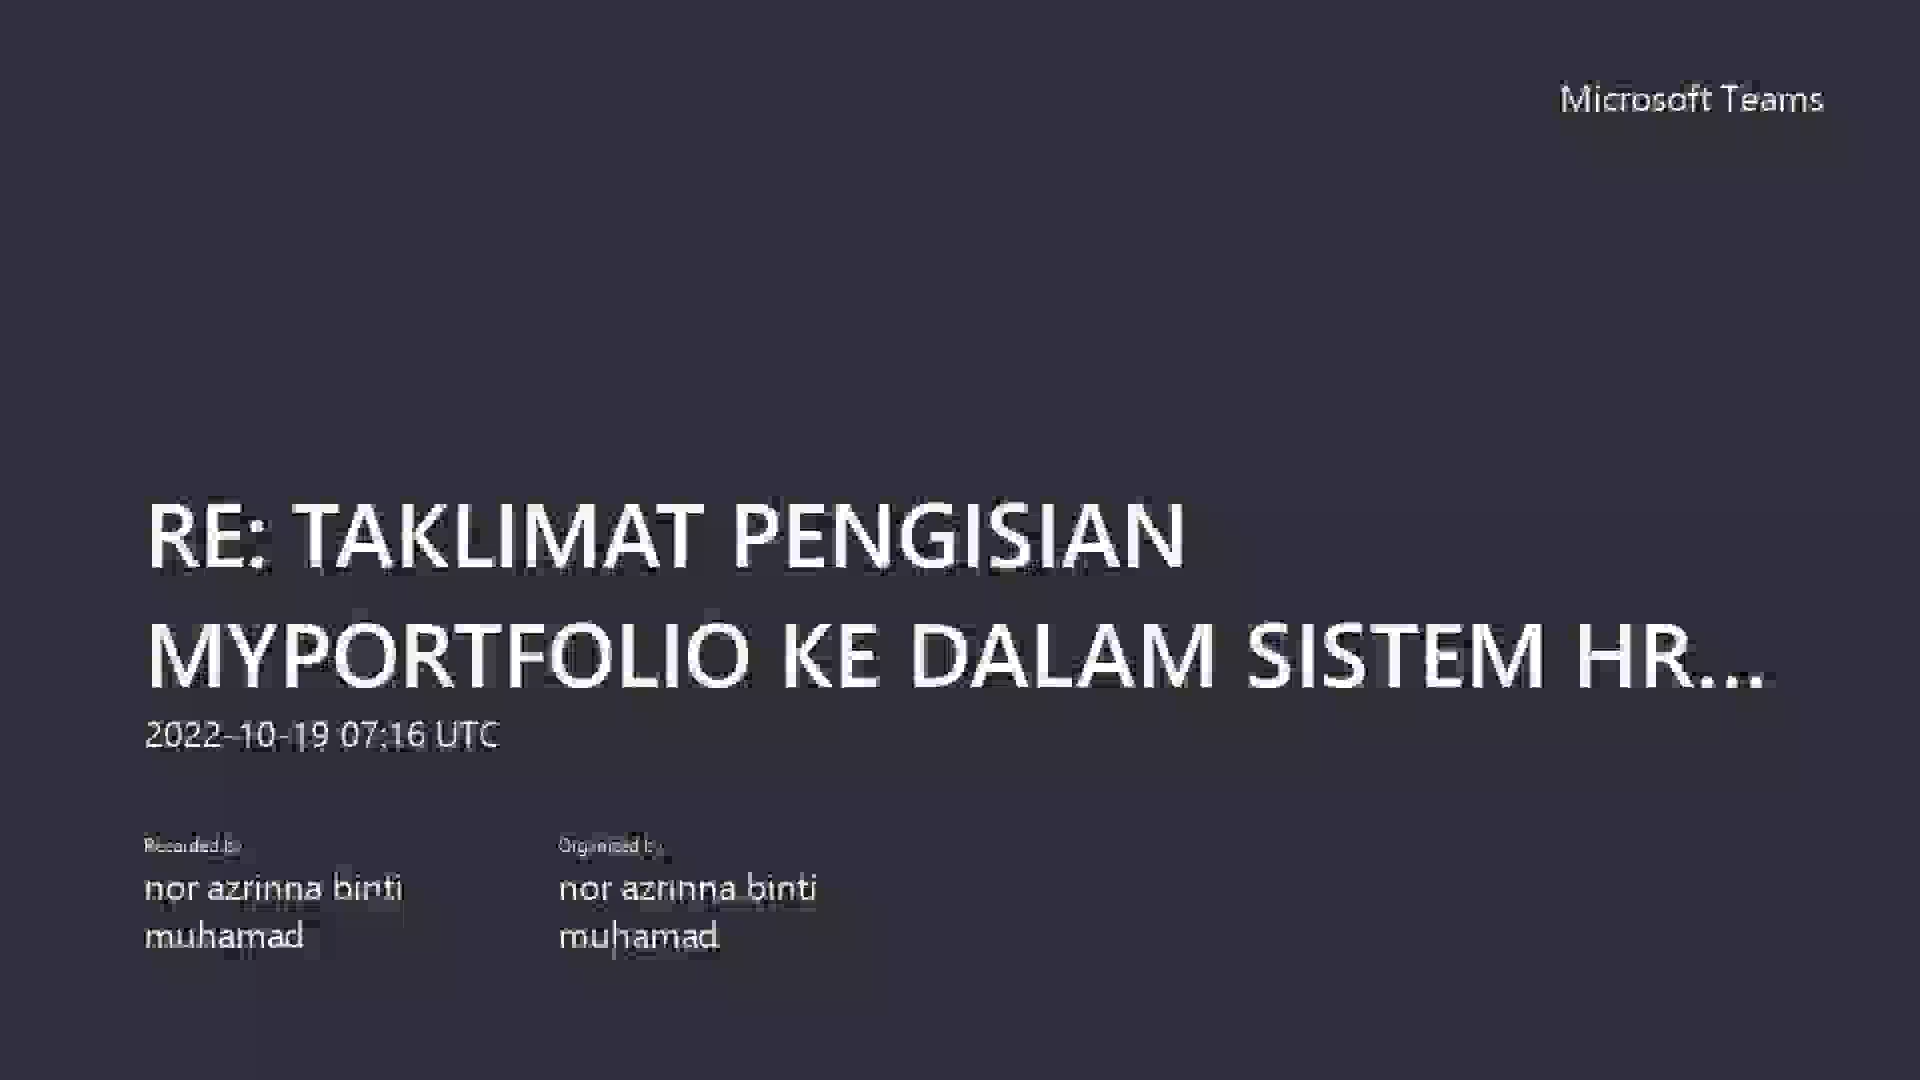 Microsoft Teams
RE: TAKLIMAT PENGISIAN
MYPORTFOLIO KE DALAM SISTEM HR...
2022-10-19 07:16 UTC
Recorded by
Organized by
nor azrinna binti
muhamad
nor azrinna binti
muhamad